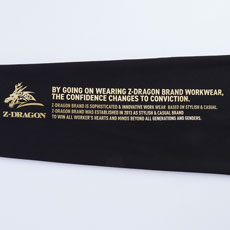 Z-DRAGON
BY GOING ON WEARING Z-DRAGON BRAND WORKWEAR,
THE CONFIDENCE CHANGES TO CONVICTION.
Z-DRAGON BRAND IS SOPHISTICATED & INNOVATIVE WORK WEAR BASED ON STYLISH & CASUAL.
Z-DRAGON BRAND WAS ESTABLISHED IN 2013 AS STYLISH & CASUAL BRAND
TO WIN ALL WORKER'S HEARTS AND MINDS BEYOND ALL GENERATIONS AND GENDERS.